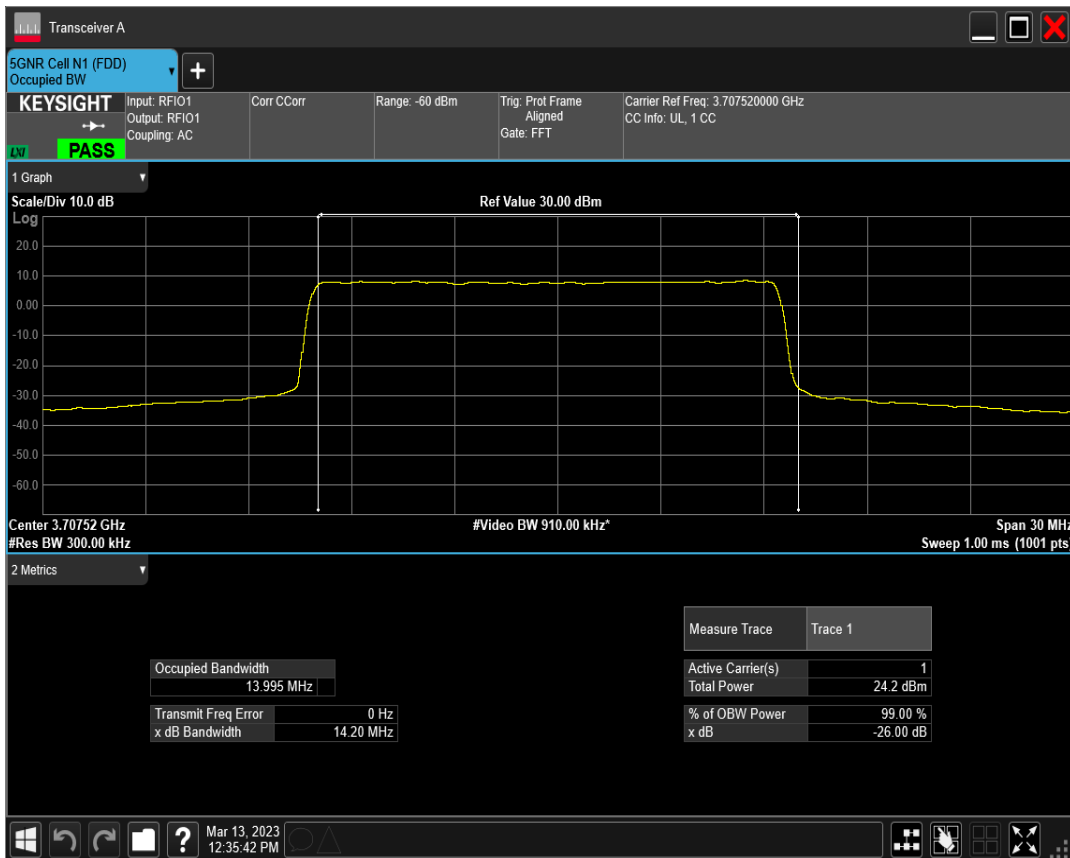 Transceiver A
5GNR Cell N1 (FDD)
Occupied BW
KEYSIGHT
LXI
PASS
Input: RFIO1
Output: RFIO1
Coupling: AC
Corr CCorr
Range: -60 dBm
Trig: Prot Frame
Aligned
Gate: FFT
Carrier Ref Freq: 3.707520000 GHz
CC Info: UL, 1 CC
1 Graph
Scale/Div 10.0 dB
Ref Value 30.00 dBm
Log
20.0
10.0
0.00
-10.0
-20.0
-30.0
-40.0
-50.0
-60.0
Center 3.70752 GHz
#Video BW 910.00 kHz*
Span 30 MHz
#Res BW 300.00 kHz
Sweep 1.00 ms (1001 pts)
2 Metrics
Measure Trace Trace 1
Occupied Bandwidth
13.995 MHz
Active Carrier(s) 1
Total Power 24.2 dBm
Transmit Freq Error 0 Hz
x dB Bandwidth 14.20 MHz
% of OBW Power 99.00 %
x dB -26.00 dB
?
Mar 13, 2023
12:35:42 PM